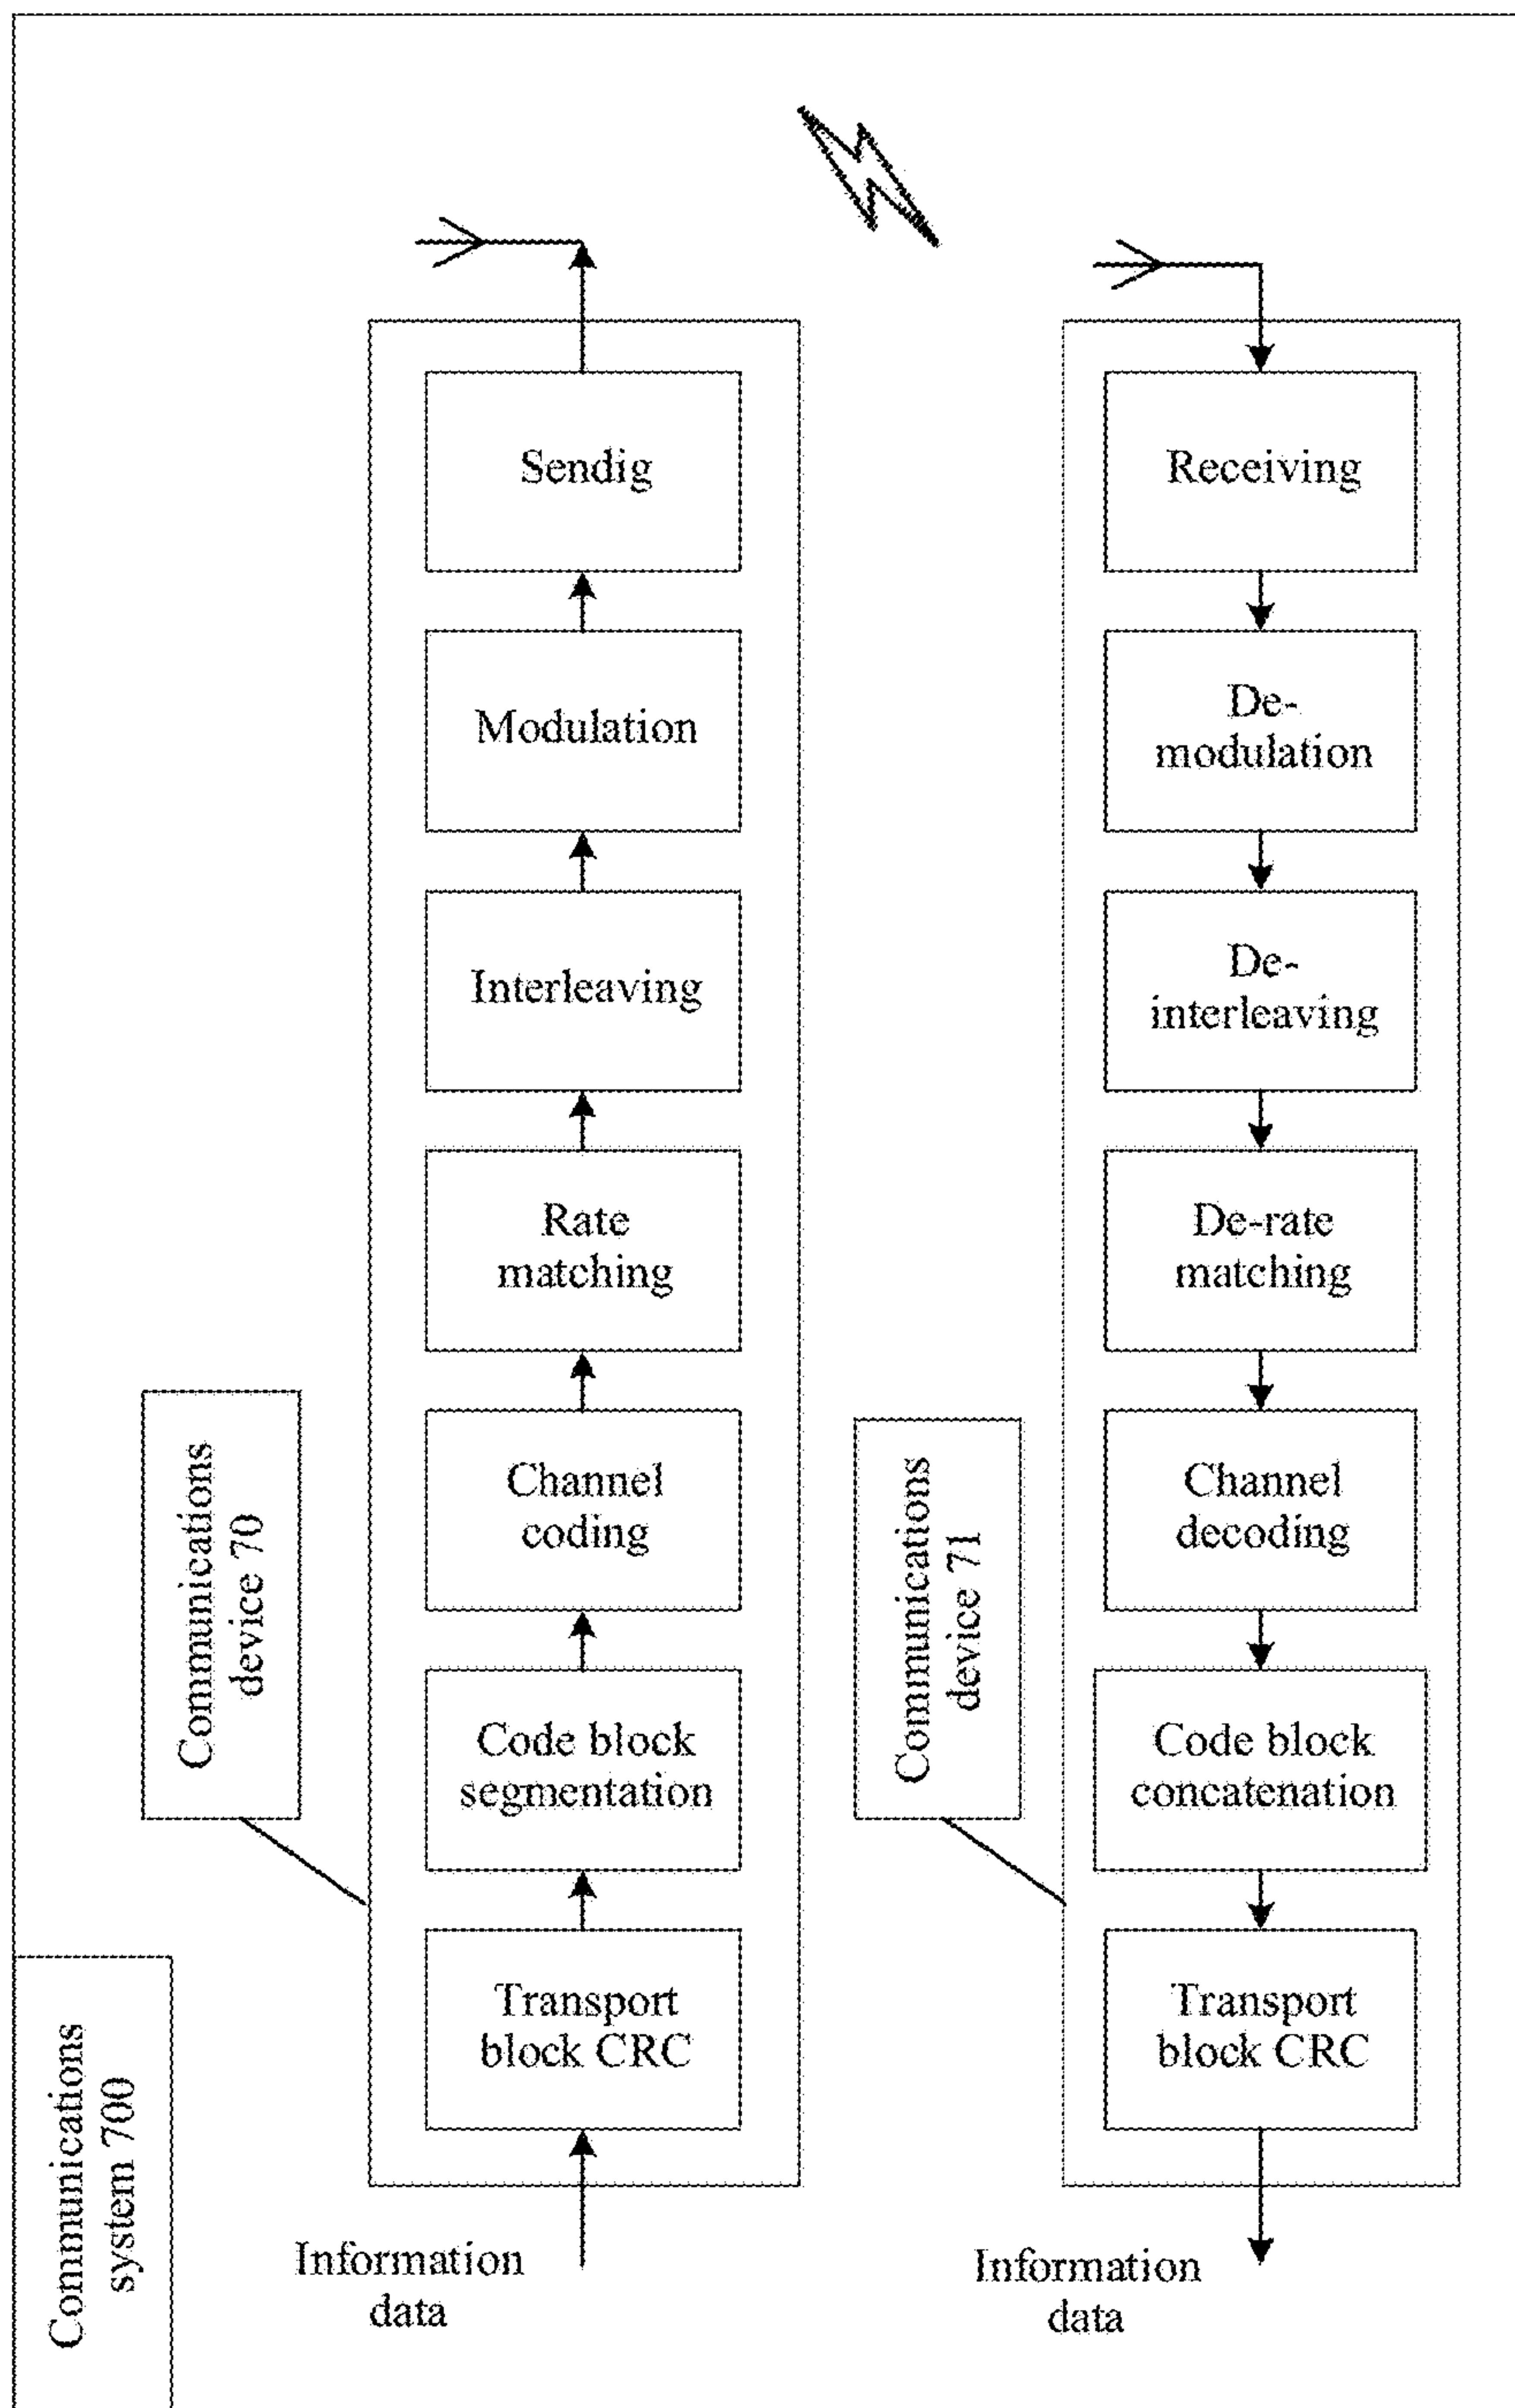 Sendig
Modulation
Interleaving
Rate
matching
Channel
coding
Code block
segmentation
Transport
block CRC
Information
data
Communications
device 70
Communications
system 700
Receiving
De-
modulation
De-
interleaving
De-rate
matching
Channel
decoding
Code block
concatenation
Transport
block CRC
Information
data
Communications
device 71